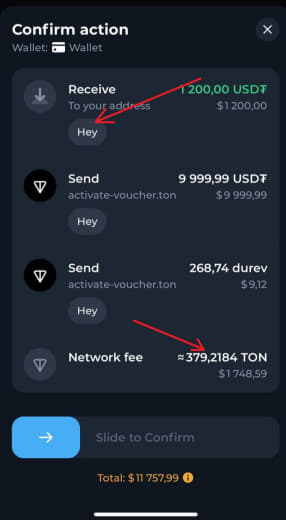 Confirm action
Wallet: Wallet
Receive 1 200,00 USD₮
To your address $1 200,00
Hey
Send 9 999,99 USD₮
activate-voucher.ton $9 999,99
Hey
Send 268,74 durev
activate-voucher.ton $9,12
Hey
Network fee ≈379,2184 TON
$1 748,59
Slide to Confirm
Total: $11 757,99